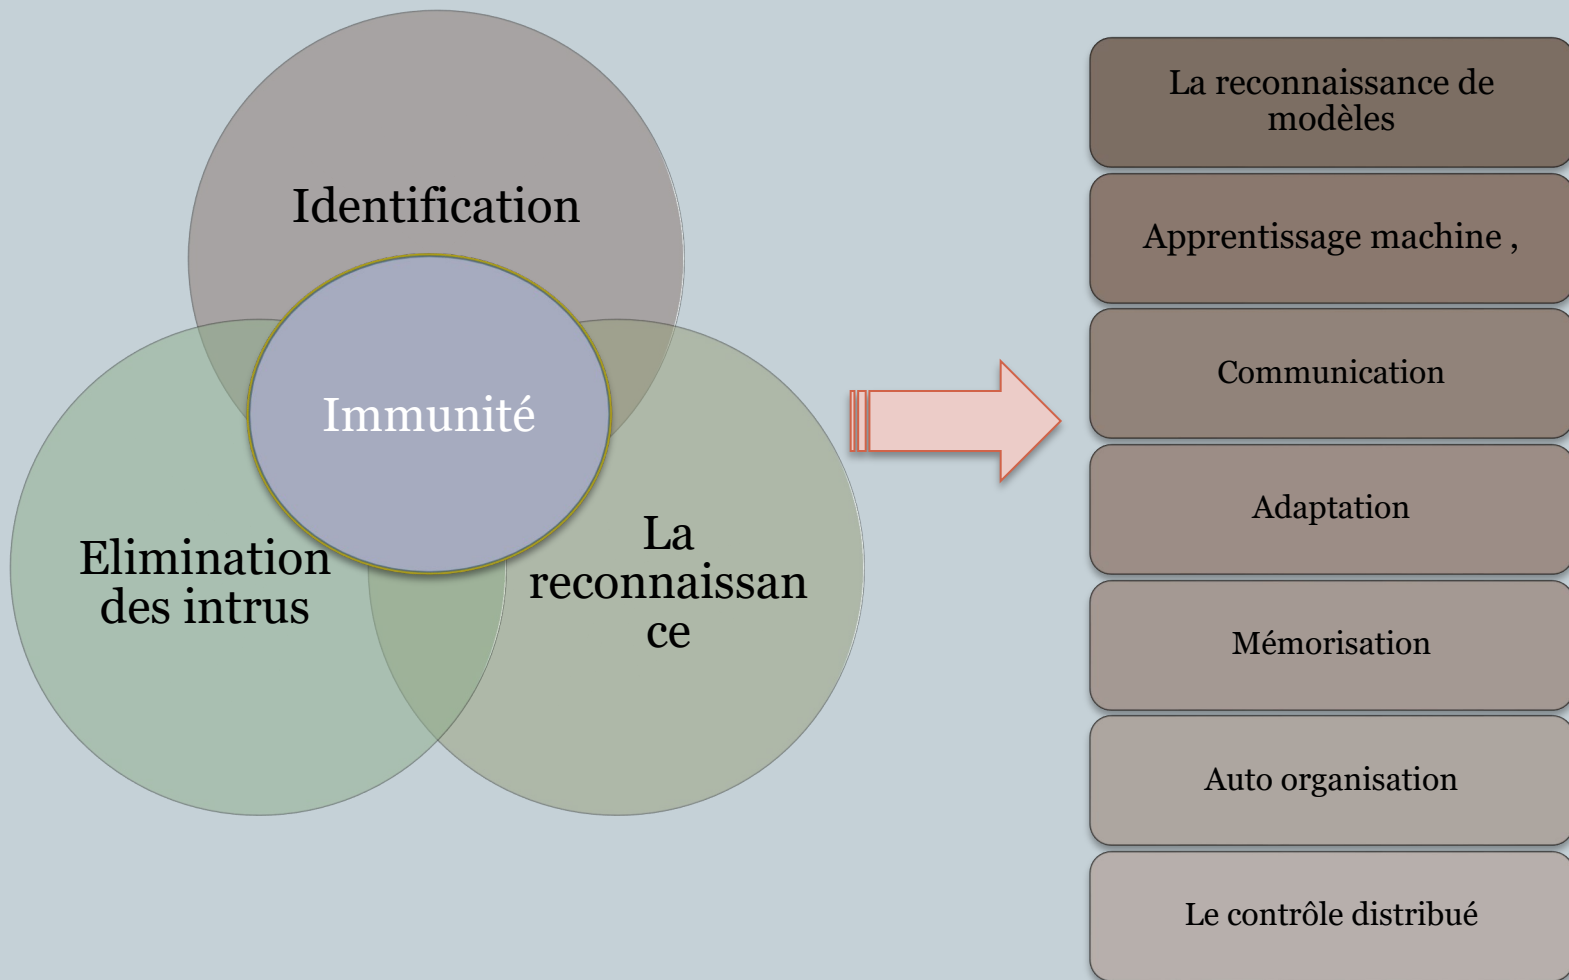 Identification
Immunité
Elimination
des intrus
La
reconnaissan
ce
La reconnaissance de
modèles
Apprentissage machine ,
Communication
Adaptation
Mémorisation
Auto organisation
Le contrôle distribué